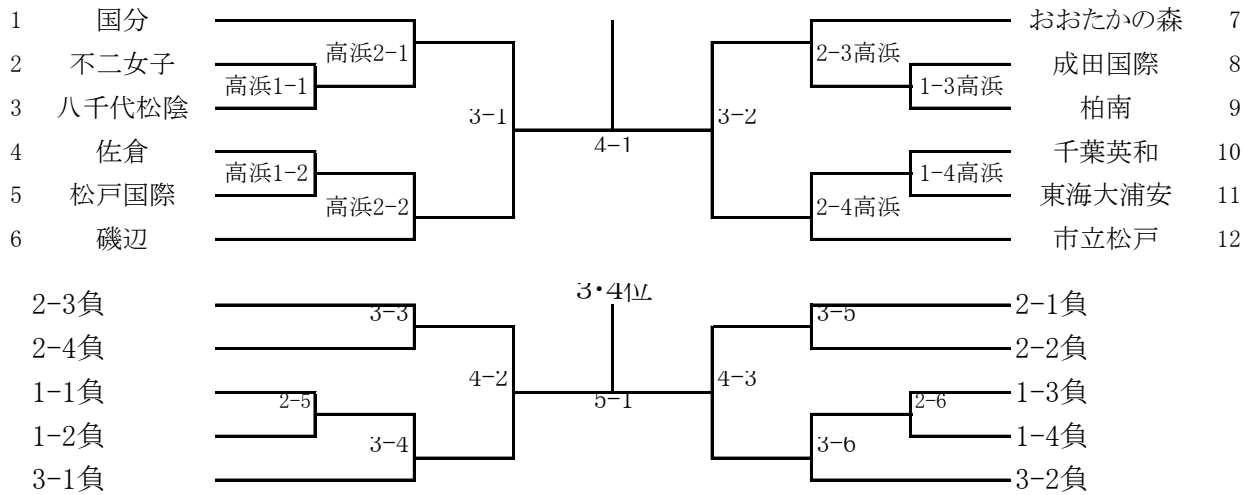 1 国分 おおたかの森 7
高浜2-1 2-3高浜
2 不二女子 成田国際 8
高浜1-1 1-3高浜
3 八千代松陰 柏南 9
3-1 3-2
4-1
4 佐倉 千葉英和 10
高浜1-2 1-4高浜
5 松戸国際 東海大浦安 11
高浜2-2 2-4高浜
6 磯辺 市立松戸 12
3・4位
2-3負 2-1負
3-3 3-5
2-4負 2-2負
4-2 4-3
1-1負 1-3負
2-5 5-1 2-6
1-2負 1-4負
3-4 3-6
3-1負 3-2負